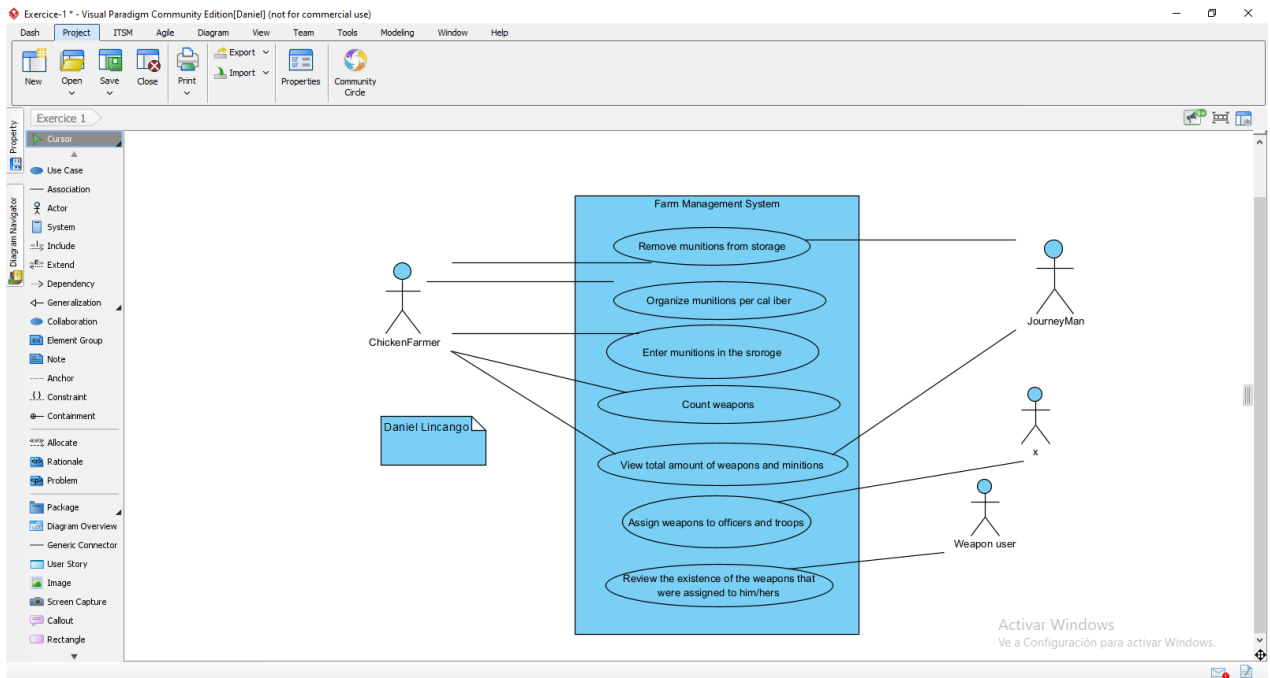 Exercice-1 * - Visual Paradigm Community Edition[Daniel] (not for commercial use)
Dash Project ITSM Agile Diagram View Team Tools Modeling Window Help
New Open Save Close Print Export Import Properties Community Circle
Exercice 1
Property
Diagram Navigator
Cursor
Use Case
Association
Actor
System
Include
Extend
Dependency
Generalization
Collaboration
Element Group
Note
Anchor
Constraint
Containment
Allocate
Rationale
Problem
Package
Diagram Overview
Generic Connector
User Story
Image
Screen Capture
Callout
Rectangle
Farm Management System
Remove munitions from storage
Organize munitions per cal iber
Enter munitions in the sroroge
Count weapons
View total amount of weapons and minitions
Assign weapons to officers and troops
Review the existence of the weapons that
were assigned to him/hers
ChickenFarmer
Daniel Lincango
JourneyMan
x
Weapon user
Activar Windows
Ve a Configuración para activar Windows.